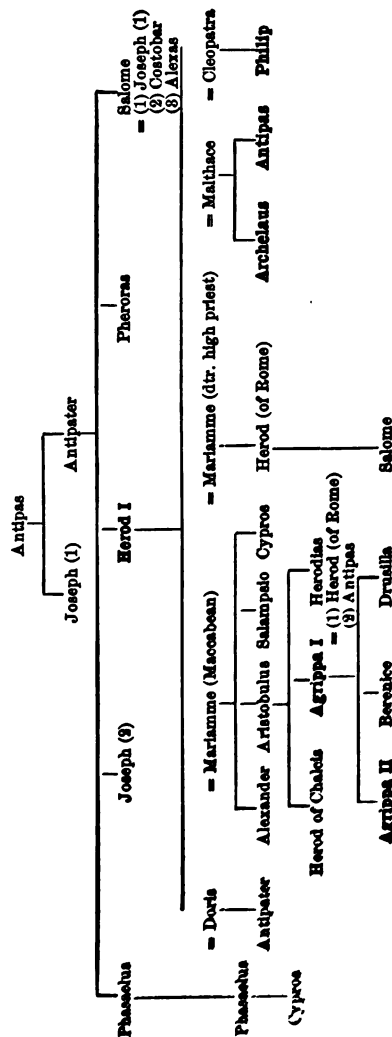 Antipas
Joseph (1) Antipater
Phasaelus Joseph (2) Herod I Pheroras Salome
= (1) Joseph (1)
(2) Costobar
(3) Alexas
= Doris = Mariamme (Maccabean) = Mariamme (dtr. high priest) = Malthace = Cleopatra
Phasaelus Antipater Alexander Aristobulus Salampsio Cypros Herod (of Rome) Archelaus Antipas Philip
Cypros Herod of Chalcis Agrippa I Herodias
= (1) Herod (of Rome)
(2) Antipas
Agrippa II Berenice Drusilla Salome